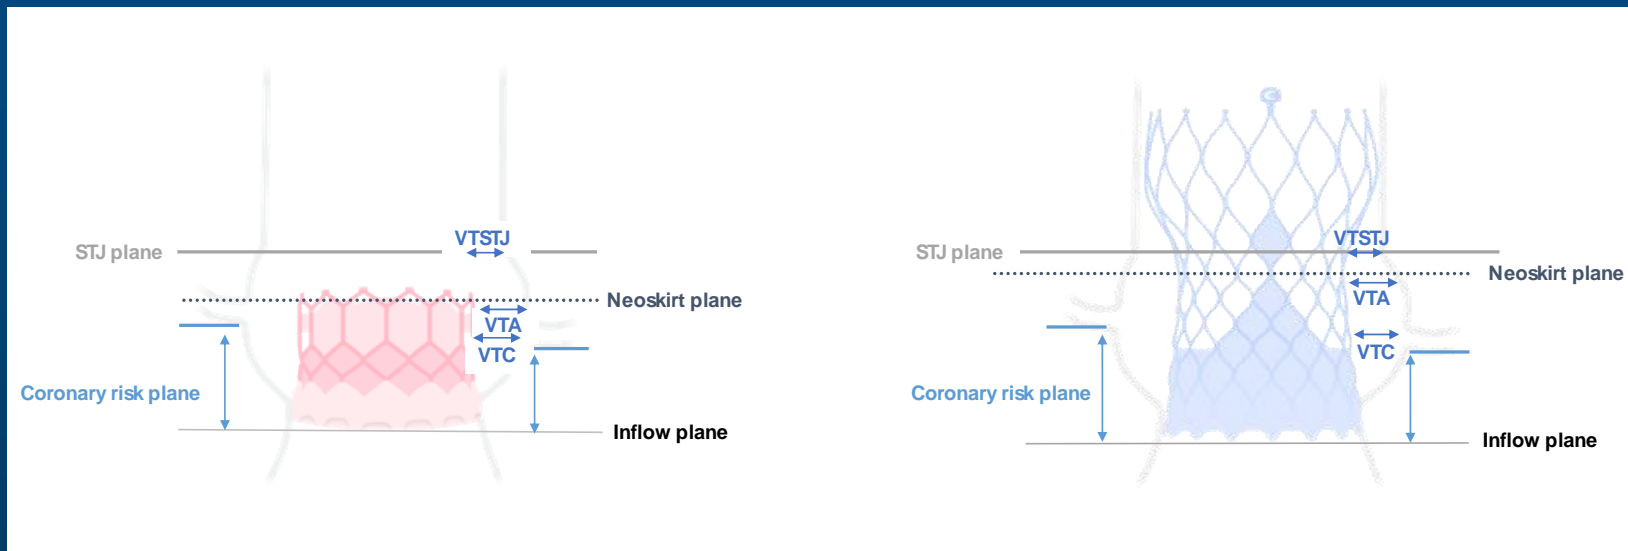 VTSTJ
STJ plane
Neoskirt plane
VTA
VTC
Coronary risk plane
Inflow plane
VTSTJ
STJ plane
Neoskirt plane
VTA
VTC
Coronary risk plane
Inflow plane